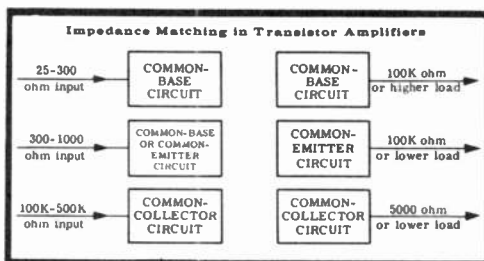 Impedance Matching in Transistor Amplifiers
25-300
ohm input
COMMON-
BASE
CIRCUIT
COMMON-
BASE
CIRCUIT
100K ohm
or higher load
300-1000
ohm input
COMMON-BASE
OR COMMON-
EMITTER
CIRCUIT
COMMON-
EMITTER
CIRCUIT
100K ohm
or lower load
100K-500K
ohm input
COMMON-
COLLECTOR
CIRCUIT
COMMON-
COLLECTOR
CIRCUIT
5000 ohm
or lower load